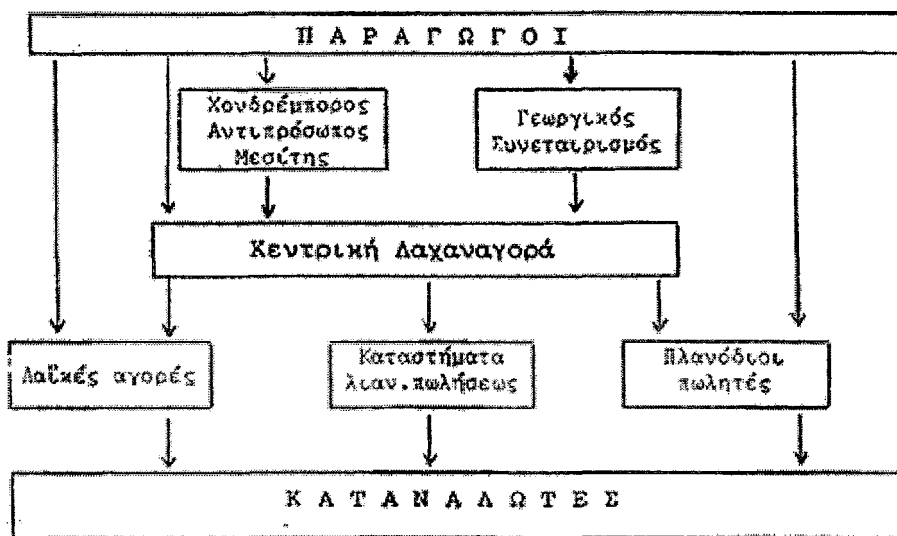 Π Α Ρ Α Γ Ω Γ Ο Ι
Χονδρέμπορος
Αντιπρόσωπος
Μεσίτης
Γεωργικός
Συνεταιρισμός
Κεντρική Λαχαναγορά
Λαϊκές αγορές
Καταστήματα
λιαν.πωλήσεως
Πλανόδιοι
πωλητές
Κ Α Τ Α Ν Α Λ Ω Τ Ε Σ